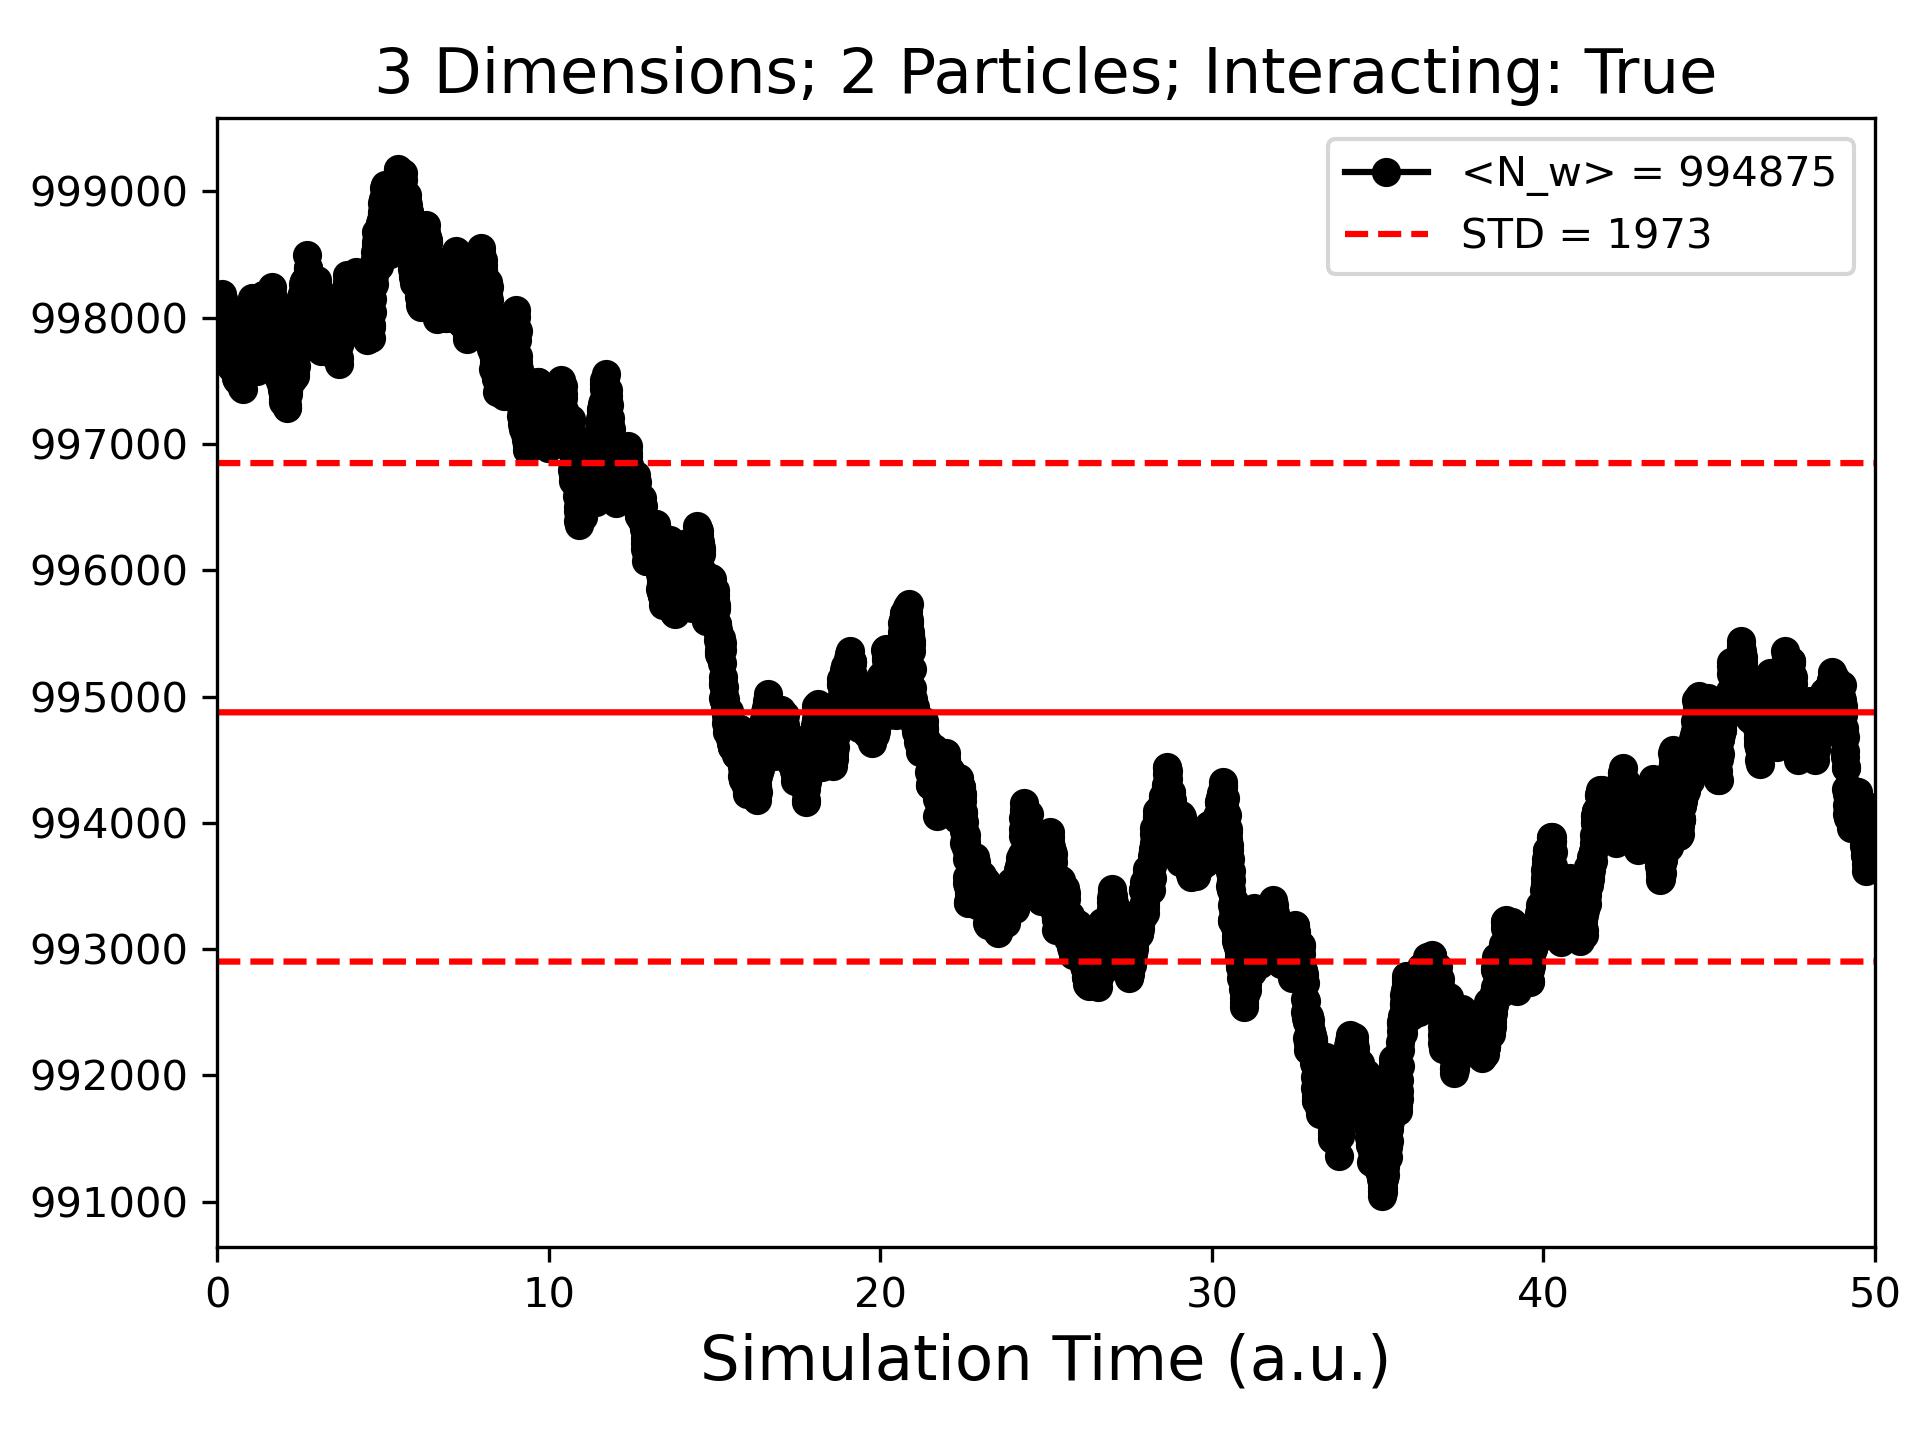 3 Dimensions; 2 Particles; Interacting: True
<N_w> = 994875
STD = 1973
999000
998000
997000
996000
995000
994000
993000
992000
991000
0 10 20 30 40 50
Simulation Time (a.u.)